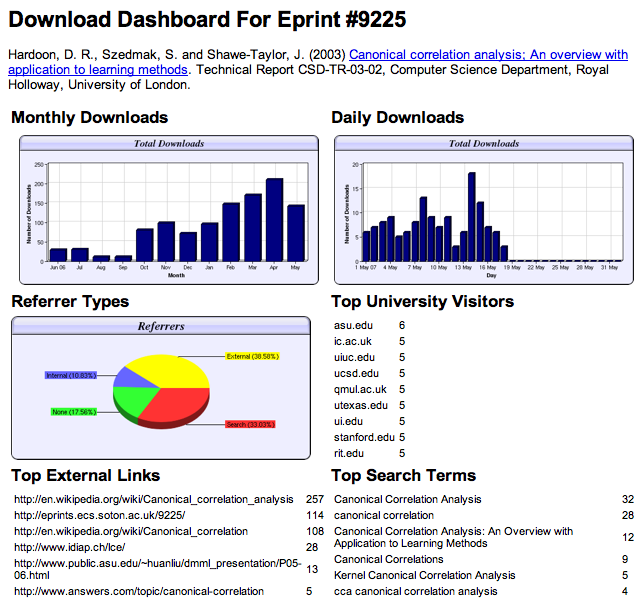 Download Dashboard For Eprint #9225
Hardoon, D. R., Szedmak, S. and Shawe-Taylor, J. (2003) Canonical correlation analysis; An overview with
application to learning methods. Technical Report CSD-TR-03-02, Computer Science Department, Royal
Holloway, University of London.
Monthly Downloads
Total Downloads
Number of Downloads
250
200
150
100
50
0
Jun 06 Jul Aug Sep Oct Nov Dec Jan Feb Mar Apr May
Month
Daily Downloads
Total Downloads
Number of Downloads
20
15
10
5
0
1 May 07 4 May 7 May 10 May 13 May 16 May 19 May 22 May 25 May 28 May 31 May
Day
Referrer Types
Referrers
External (38.58%)
Internal (10.83%)
None (17.56%)
Search (33.03%)
Top University Visitors
asu.edu 6
ic.ac.uk 5
uiuc.edu 5
ucsd.edu 5
qmul.ac.uk 5
utexas.edu 5
ui.edu 5
stanford.edu 5
rit.edu 5
Top External Links
http://en.wikipedia.org/wiki/Canonical_correlation_analysis 257
http://eprints.ecs.soton.ac.uk/9225/ 114
http://en.wikipedia.org/wiki/Canonical_correlation 108
http://www.idiap.ch/lce/ 28
http://www.public.asu.edu/~huanliu/dmml_presentation/P05-
06.html 13
http://www.answers.com/topic/canonical-correlation 5
Top Search Terms
Canonical Correlation Analysis 32
canonical correlation 28
Canonical Correlation Analysis: An Overview with
Application to Learning Methods 12
Canonical Correlations 9
Kernel Canonical Correlation Analysis 5
cca canonical correlation analysis 4